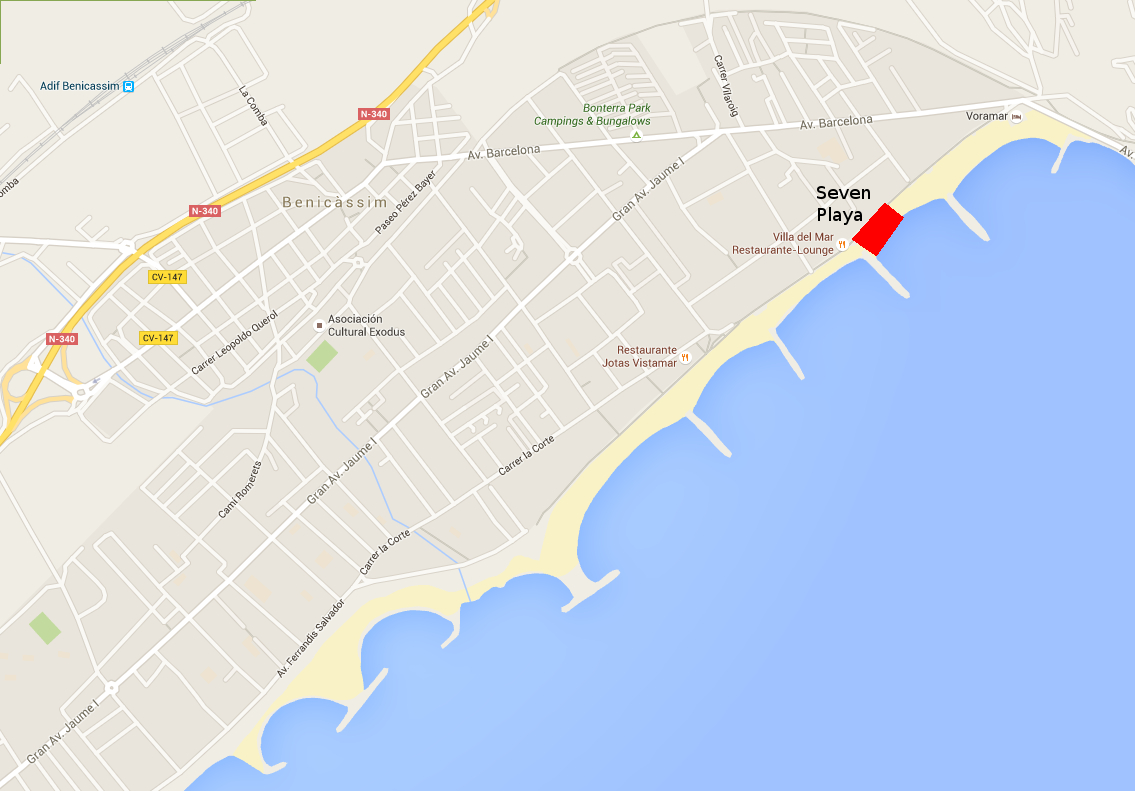 Adif Benicassim
La Comba
N-340
Bonterra Park
Campings & Bungalows
Carrer Vilaroig
Voramar
Av. Barcelona
Av. Barcelona
Av.
omba
Gran Av. Jaume I
Benicàssim
Paseo Pérez Bayer
N-340
Seven
Playa
Villa del Mar
Restaurante-Lounge
CV-147
Asociación
Cultural Exodus
N-340
CV-147
Carrer Leopoldo Querol
Restaurante
Jotas Vistamar
Gran Av. Jaume I
Carrer la Corte
Gran Av. Jaume I
Camí Romerets
Carrer la Corte
Av. Ferrandis Salvador
Gran Av. Jaume I